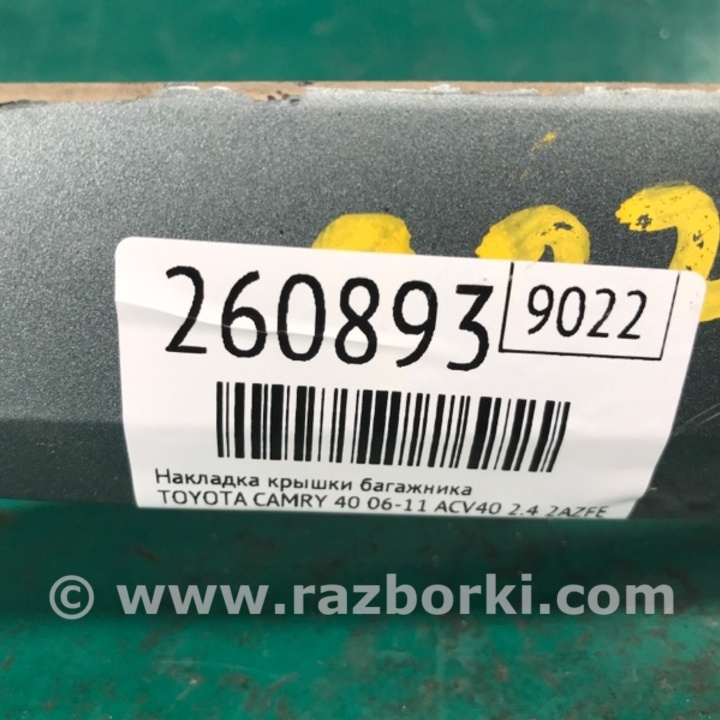 260893
9022
Накладка крышки багажника
TOYOTA CAMRY 40 06-11 ACV40 2.4 2AZFE
© www.razborki.com